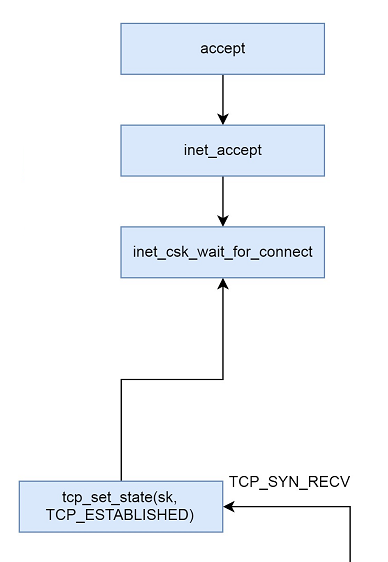 accept
inet_accept
inet_csk_wait_for_connect
TCP_SYN_RECV
tcp_set_state(sk,
TCP_ESTABLISHED)